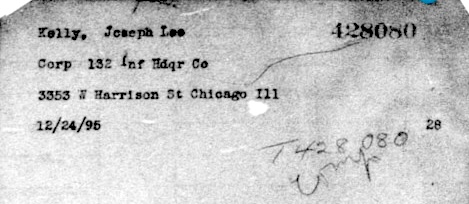 Kelly, Joseph Lee 428080
Corp 132 Inf Hdqr Co
3353 W Harrison St Chicago Ill
12/24/95 28
T428080